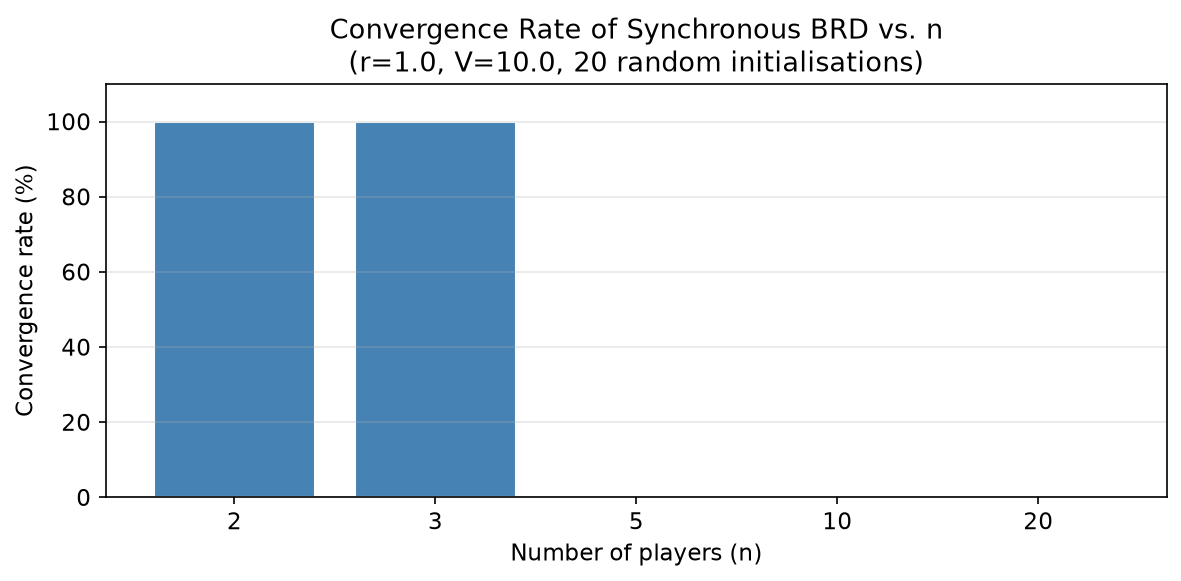 Convergence Rate of Synchronous BRD vs. n
(r=1.0, V=10.0, 20 random initialisations)
Convergence rate (%)
100
80
60
40
20
0
2 3 5 10 20
Number of players (n)